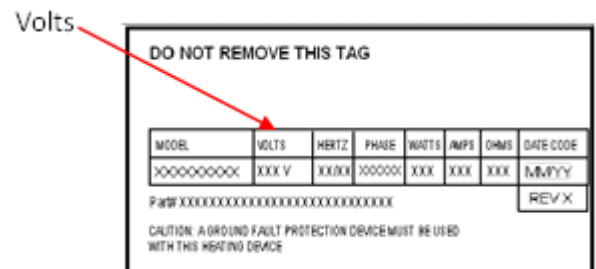 Volts
DO NOT REMOVE THIS TAG
MODEL VOLTS HERTZ PHASE WATTS AMPS OHMS DATE CODE
XXXXXXXXX XXX V XX/XX XXXXXX XXX XXX XXX MM/YY
Part# XXXXXXXXXXXXXXXXXXXXXXXXXX REV X
CAUTION: A GROUND FAULT PROTECTION DEVICE MUST BE USED
WITH THIS HEATING DEVICE